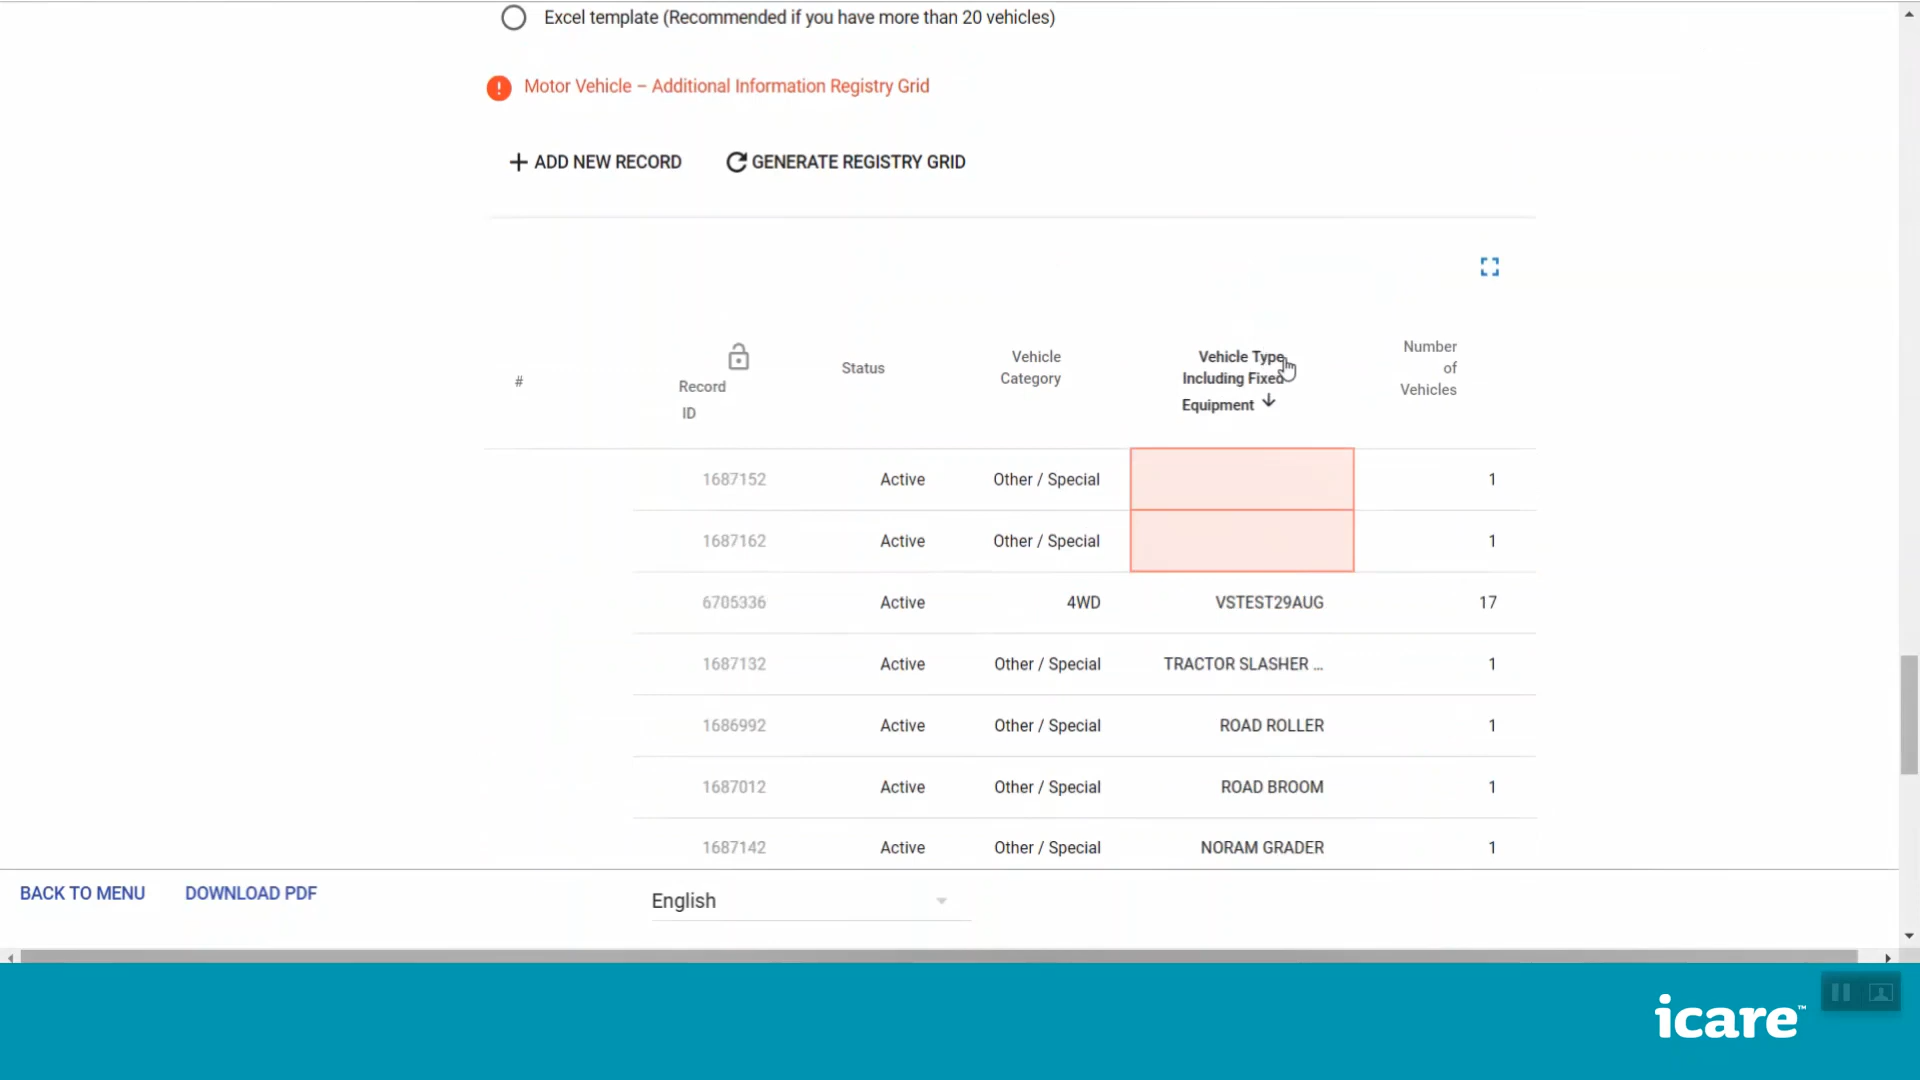 Excel template (Recommended if you have more than 20 vehicles)
! Motor Vehicle – Additional Information Registry Grid
+ ADD NEW RECORD GENERATE REGISTRY GRID
# Record ID Status Vehicle Category Vehicle Type Including Fixed Equipment ↓ Number of Vehicles
1687152 Active Other / Special 1
1687162 Active Other / Special 1
6705336 Active 4WD VSTEST29AUG 17
1687132 Active Other / Special TRACTOR SLASHER ... 1
1686992 Active Other / Special ROAD ROLLER 1
1687012 Active Other / Special ROAD BROOM 1
1687142 Active Other / Special NORAM GRADER 1
BACK TO MENU DOWNLOAD PDF English
icare™